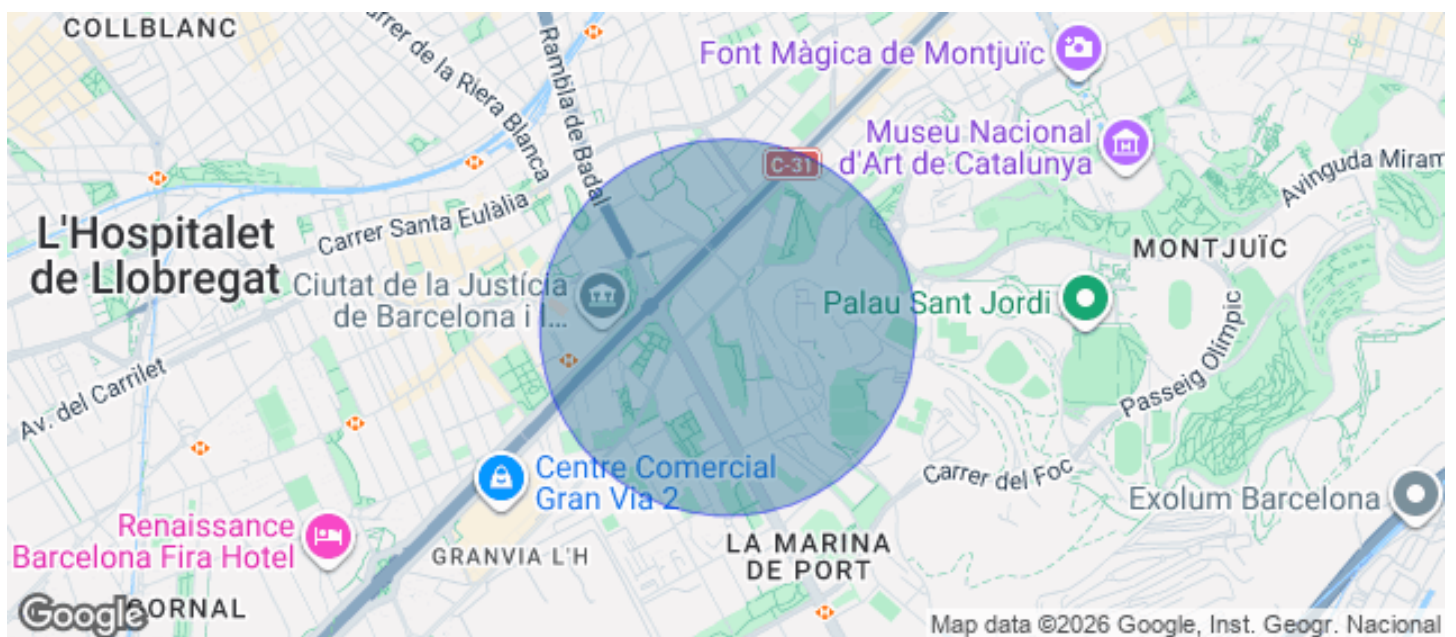 COLLBLANC
Carrer de la Riera Blanca
Rambla de Badal
Font Màgica de Montjuïc
C-31
Museu Nacional
d'Art de Catalunya
Avinguda Miram
Carrer Santa Eulàlia
L'Hospitalet
de Llobregat
MONTJUÏC
Ciutat de la Justícia
de Barcelona i l...
Palau Sant Jordi
Passeig Olímpic
Av. del Carrilet
Centre Comercial
Gran Via 2
Carrer del Foc
Exolum Barcelona
Renaissance
Barcelona Fira Hotel
GRANVIA L'H
LA MARINA
DE PORT
Google
Map data ©2026 Google, Inst. Geogr. Nacional